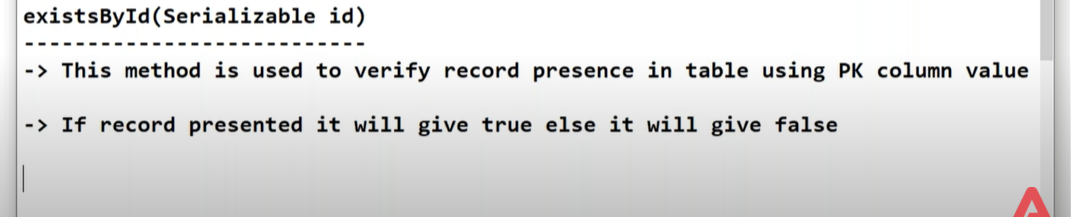 existsById(Serializable id)
---------------------------
-> This method is used to verify record presence in table using PK column value
-> If record presented it will give true else it will give false